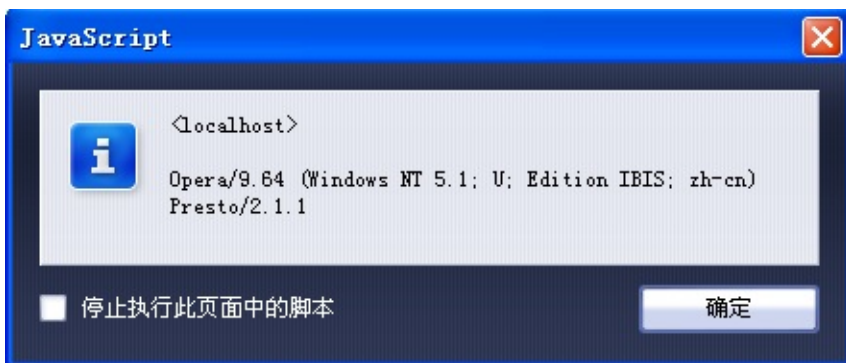 JavaScript
<localhost>
Opera/9.64 (Windows NT 5.1; U; Edition IBIS; zh-cn)
Presto/2.1.1
停止执行此页面中的脚本
确定